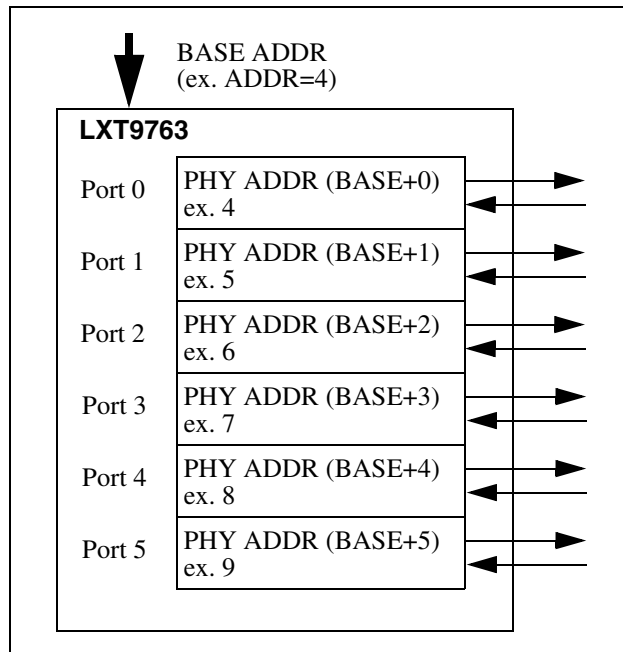 BASE ADDR
(ex. ADDR=4)
LXT9763
Port 0
PHY ADDR (BASE+0)
ex. 4
Port 1
PHY ADDR (BASE+1)
ex. 5
Port 2
PHY ADDR (BASE+2)
ex. 6
Port 3
PHY ADDR (BASE+3)
ex. 7
Port 4
PHY ADDR (BASE+4)
ex. 8
Port 5
PHY ADDR (BASE+5)
ex. 9